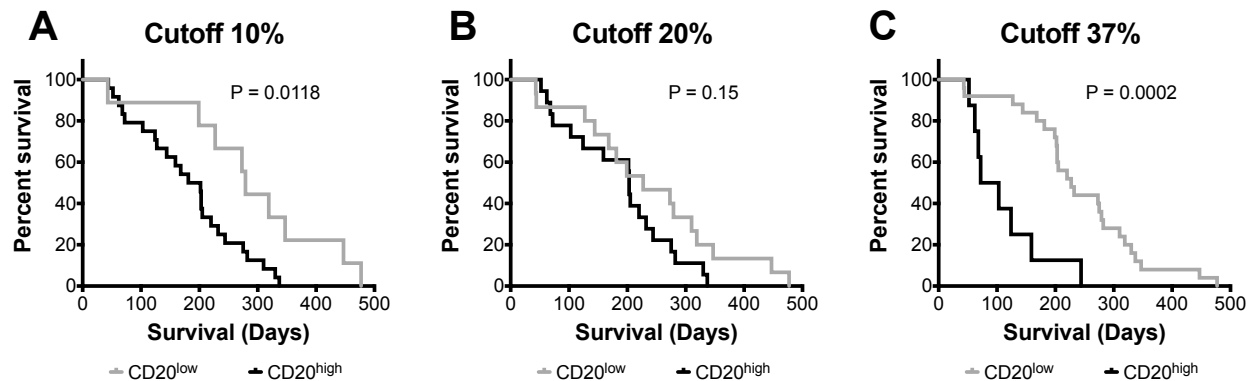 A
Cutoff 10%
Percent survival
100
80
60
40
20
0
P = 0.0118
0 100 200 300 400 500
Survival (Days)
CD20low CD20high
B
Cutoff 20%
Percent survival
100
80
60
40
20
0
P = 0.15
0 100 200 300 400 500
Survival (Days)
CD20low CD20high
C
Cutoff 37%
Percent survival
100
80
60
40
20
0
P = 0.0002
0 100 200 300 400 500
Survival (Days)
CD20low CD20high